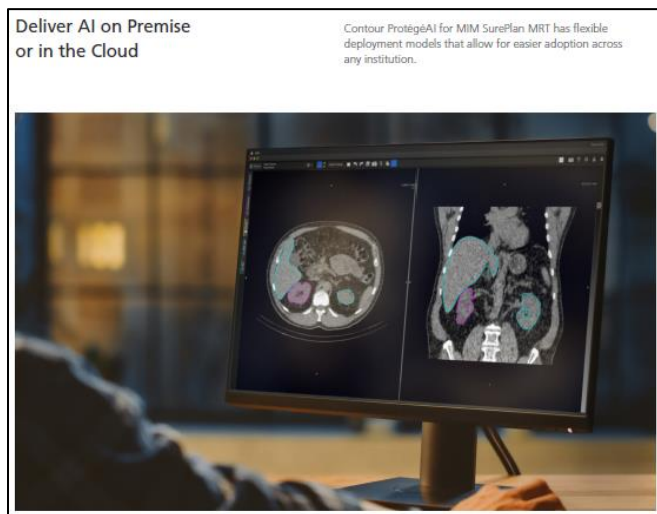 Deliver AI on Premise
or in the Cloud
Contour ProtégéAI for MIM SurePlan MRT has flexible
deployment models that allow for easier adoption across
any institution.